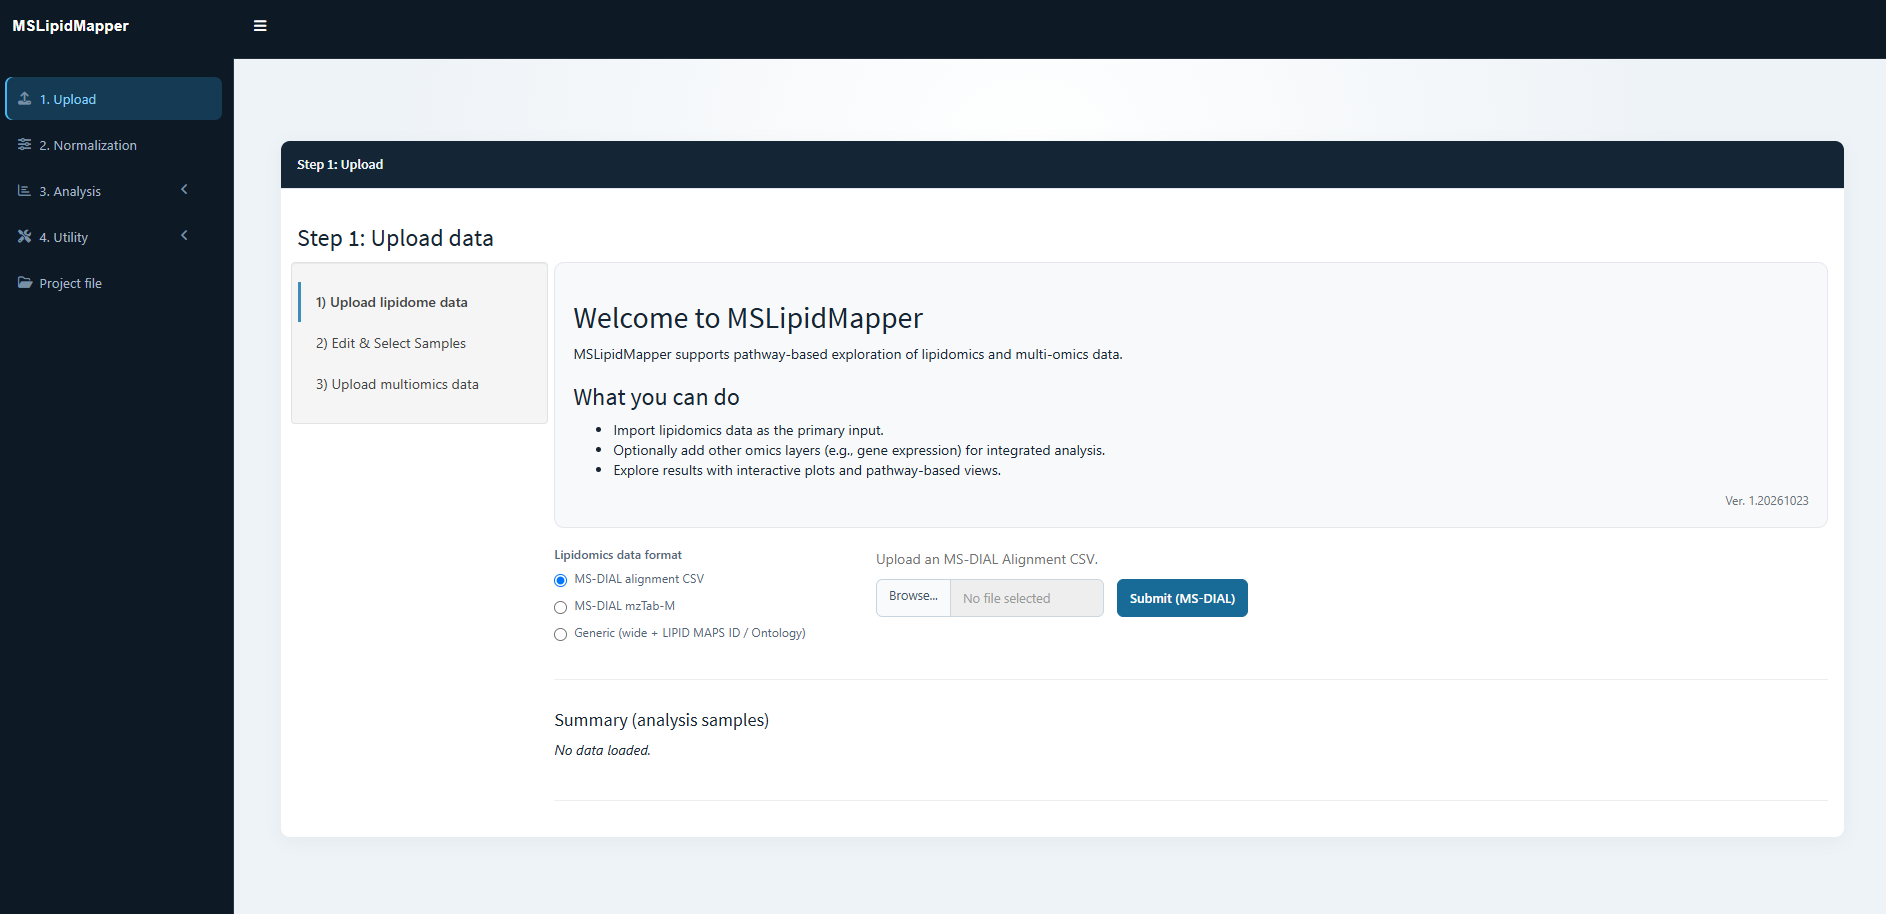 MSLipidMapper
1. Upload
2. Normalization
3. Analysis
4. Utility
Project file
Step 1: Upload
Step 1: Upload data
1) Upload lipidome data
2) Edit & Select Samples
3) Upload multiomics data
Welcome to MSLipidMapper
MSLipidMapper supports pathway-based exploration of lipidomics and multi-omics data.
What you can do
Import lipidomics data as the primary input.
Optionally add other omics layers (e.g., gene expression) for integrated analysis.
Explore results with interactive plots and pathway-based views.
Ver. 1.20261023
Lipidomics data format
MS-DIAL alignment CSV
MS-DIAL mzTab-M
Generic (wide + LIPID MAPS ID / Ontology)
Upload an MS-DIAL Alignment CSV.
Browse... No file selected Submit (MS-DIAL)
Summary (analysis samples)
No data loaded.